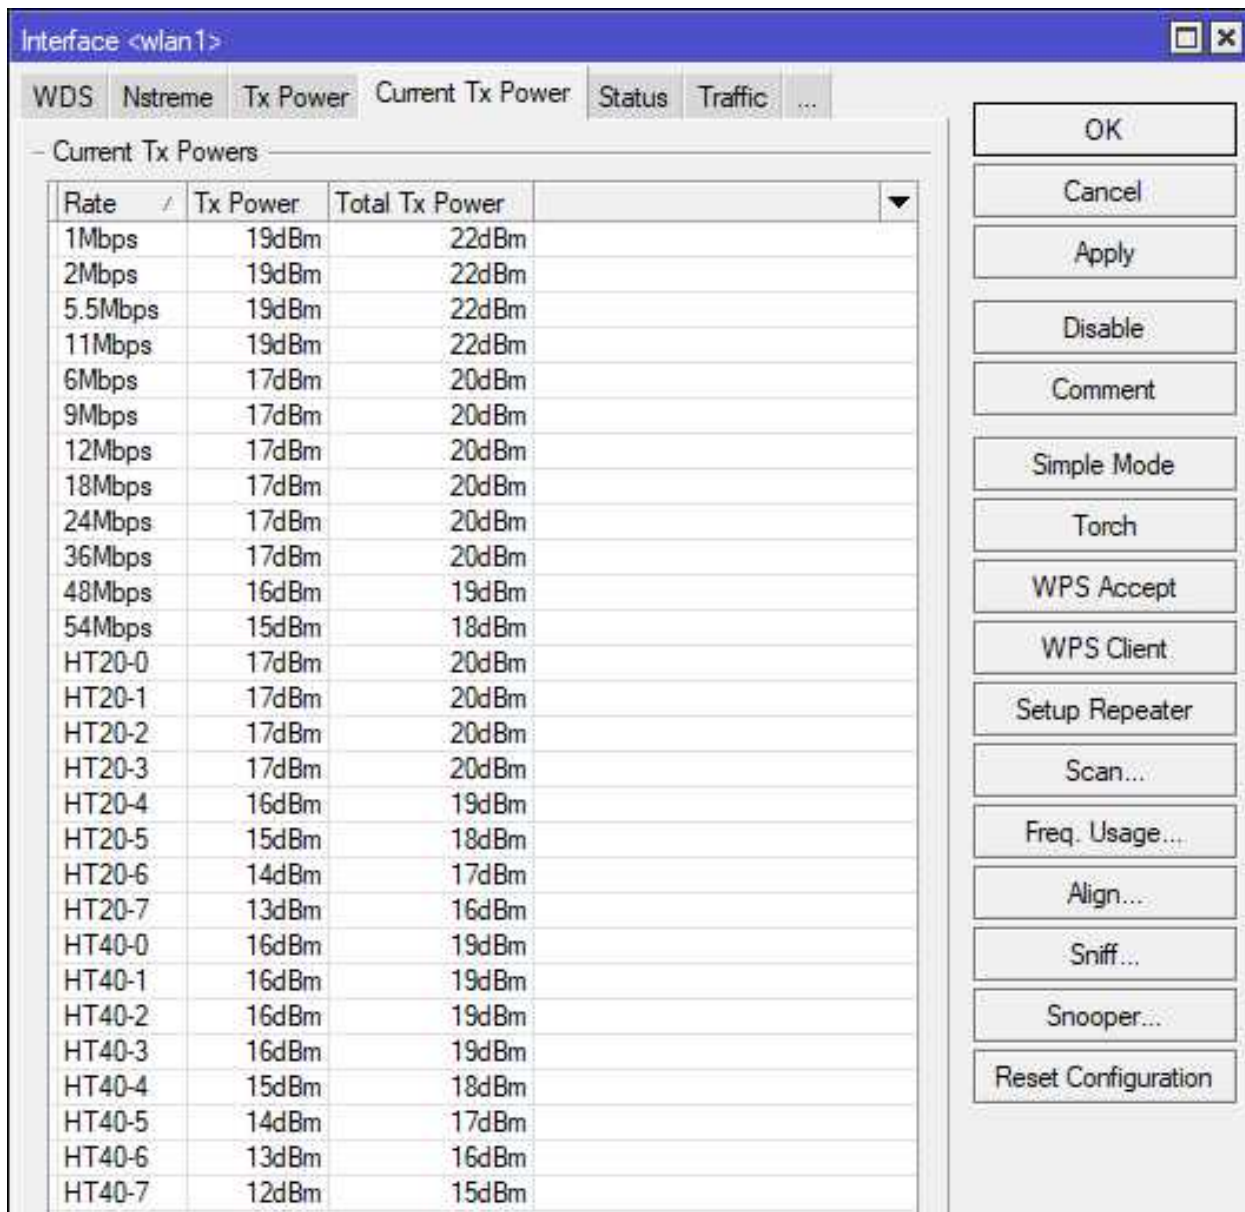 Interface <wlan1>
WDS Nstreme Tx Power Current Tx Power Status Traffic ...
Current Tx Powers
Rate Tx Power Total Tx Power
1Mbps 19dBm 22dBm
2Mbps 19dBm 22dBm
5.5Mbps 19dBm 22dBm
11Mbps 19dBm 22dBm
6Mbps 17dBm 20dBm
9Mbps 17dBm 20dBm
12Mbps 17dBm 20dBm
18Mbps 17dBm 20dBm
24Mbps 17dBm 20dBm
36Mbps 17dBm 20dBm
48Mbps 16dBm 19dBm
54Mbps 15dBm 18dBm
HT20-0 17dBm 20dBm
HT20-1 17dBm 20dBm
HT20-2 17dBm 20dBm
HT20-3 17dBm 20dBm
HT20-4 16dBm 19dBm
HT20-5 15dBm 18dBm
HT20-6 14dBm 17dBm
HT20-7 13dBm 16dBm
HT40-0 16dBm 19dBm
HT40-1 16dBm 19dBm
HT40-2 16dBm 19dBm
HT40-3 16dBm 19dBm
HT40-4 15dBm 18dBm
HT40-5 14dBm 17dBm
HT40-6 13dBm 16dBm
HT40-7 12dBm 15dBm
OK
Cancel
Apply
Disable
Comment
Simple Mode
Torch
WPS Accept
WPS Client
Setup Repeater
Scan...
Freq. Usage...
Align...
Sniff...
Snooper...
Reset Configuration